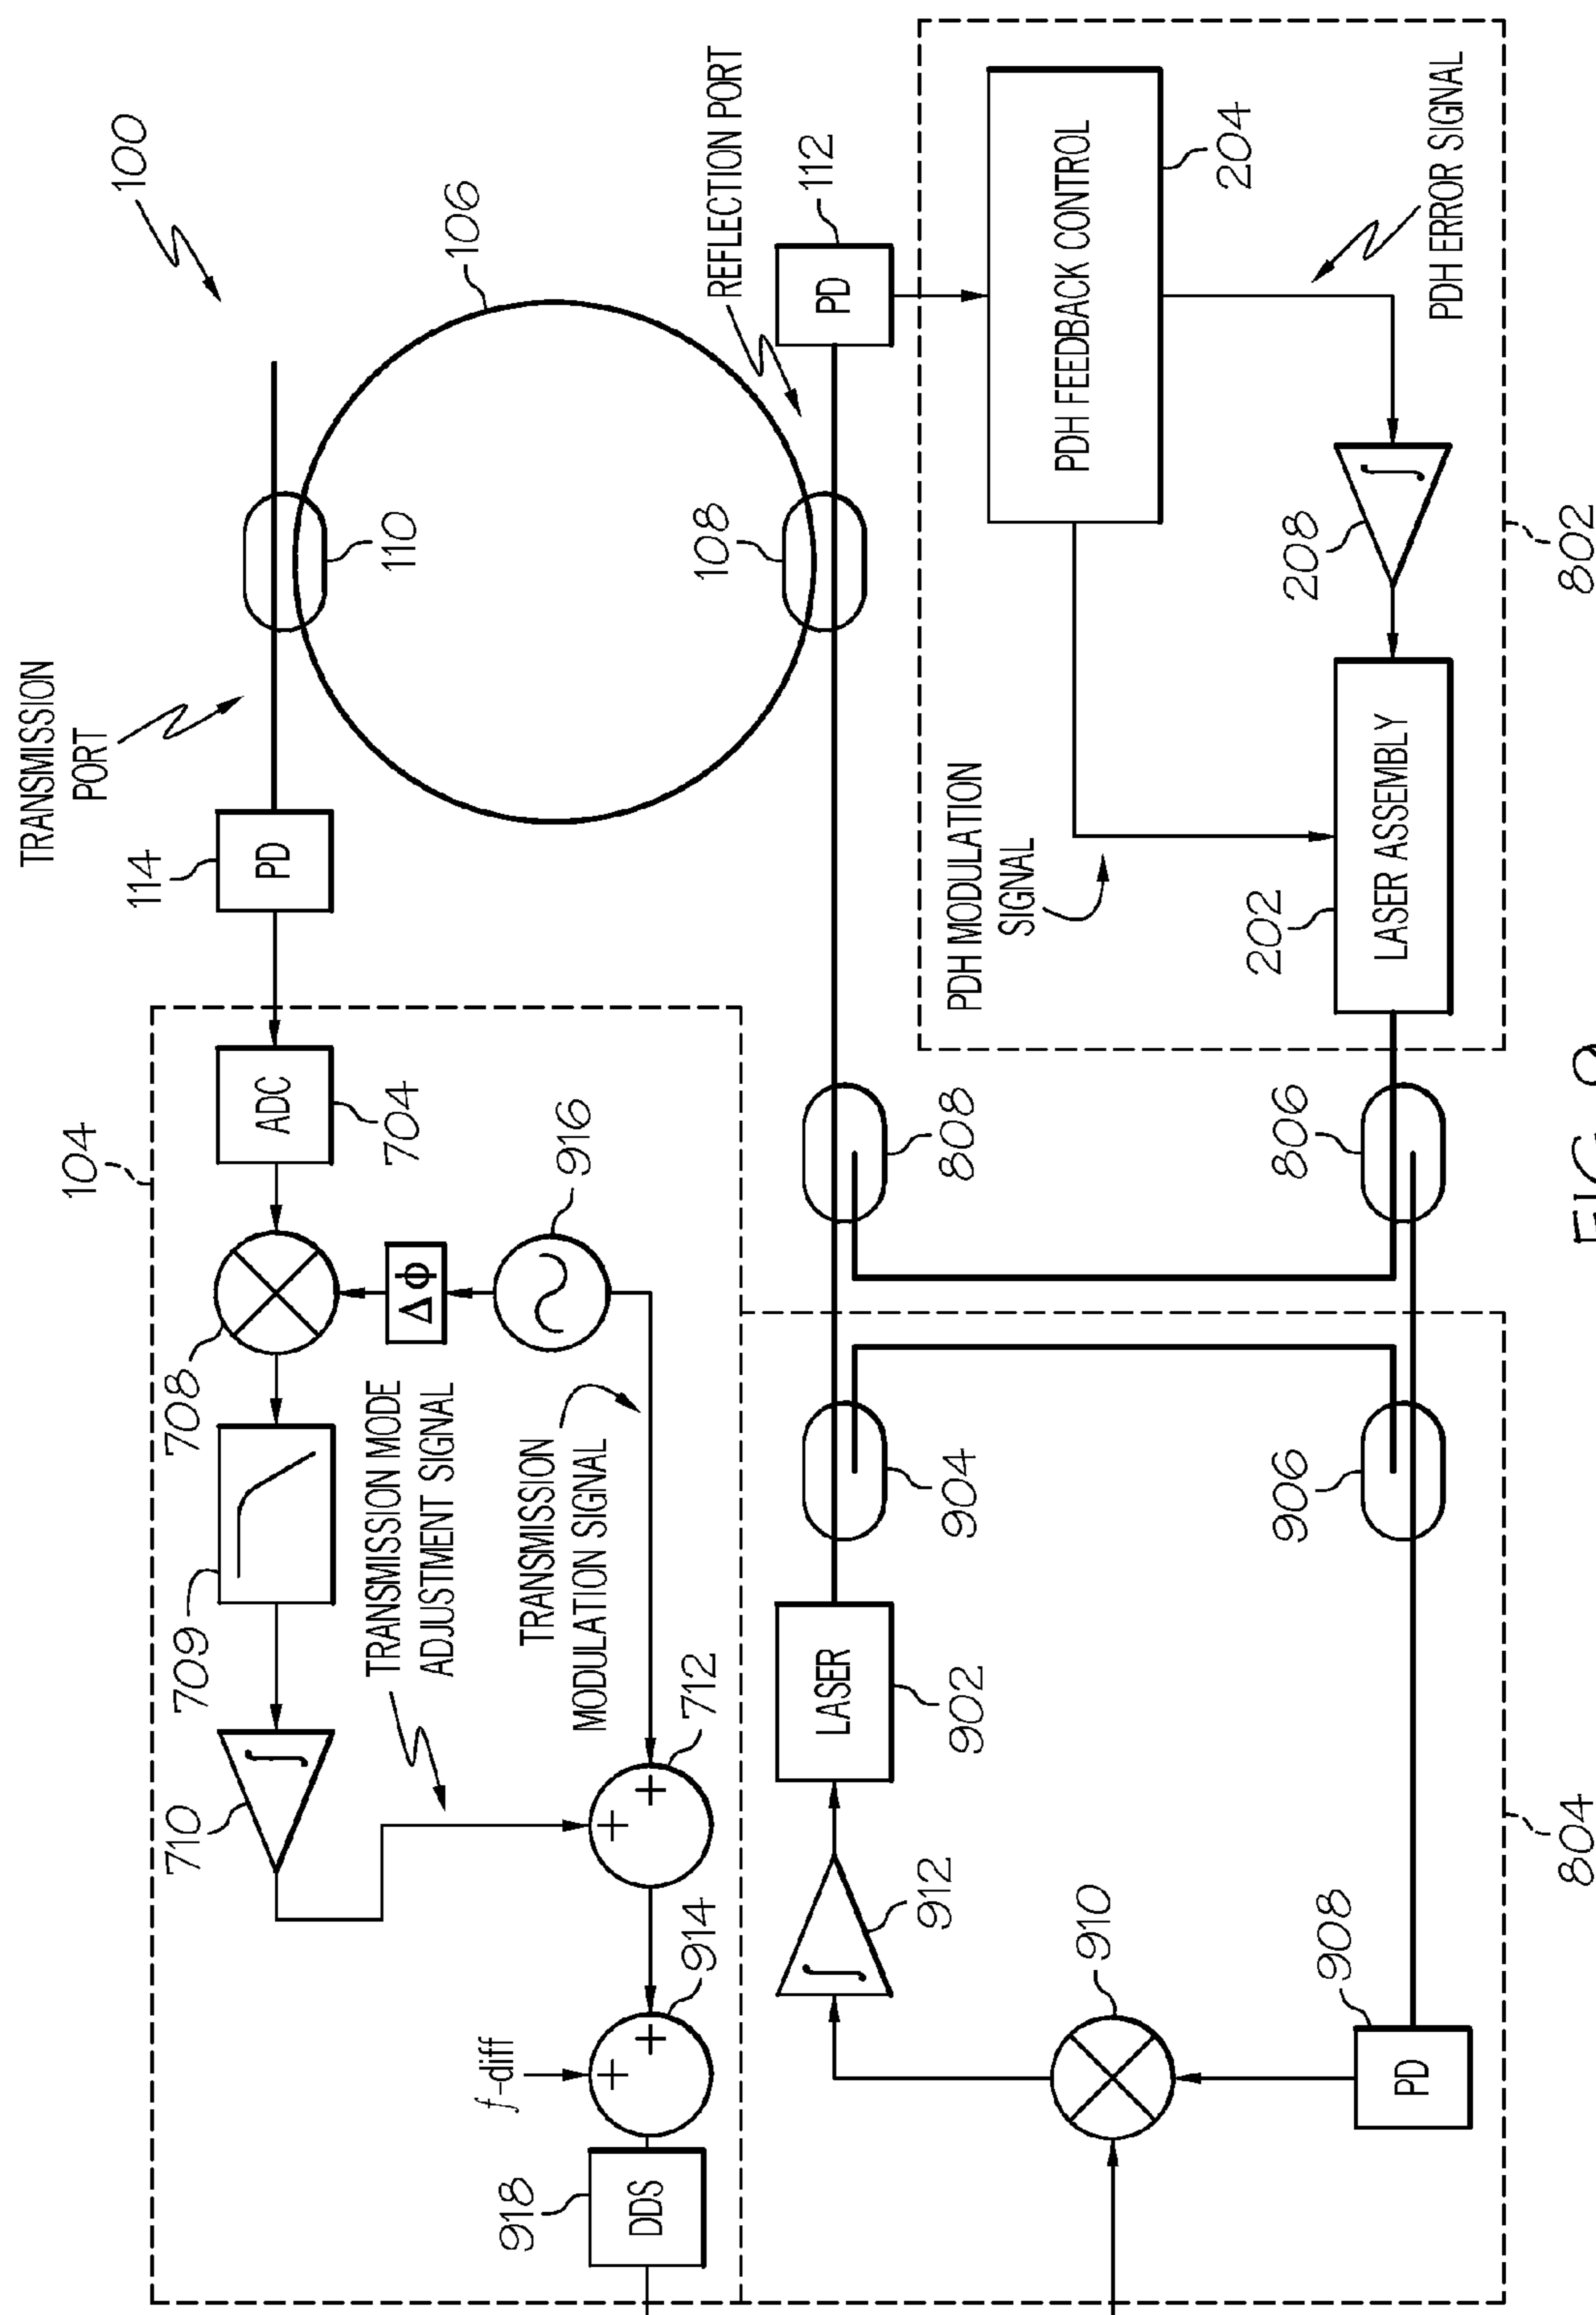 TRANSMISSION
PORT
100
104
114
PD
110
106
ADC
704
708
709
710
Δϕ
916
TRANSMISSION MODE
ADJUSTMENT SIGNAL
TRANSMISSION
MODULATION SIGNAL
712
+
+
914
+
+
f-diff
918
DDS
108
REFLECTION PORT
PD
112
LASER
902
904
808
912
910
908
PD
906
806
PDH MODULATION
SIGNAL
PDH FEEDBACK CONTROL
204
PDH ERROR SIGNAL
208
∫
∫
∫
202
LASER ASSEMBLY
804
802